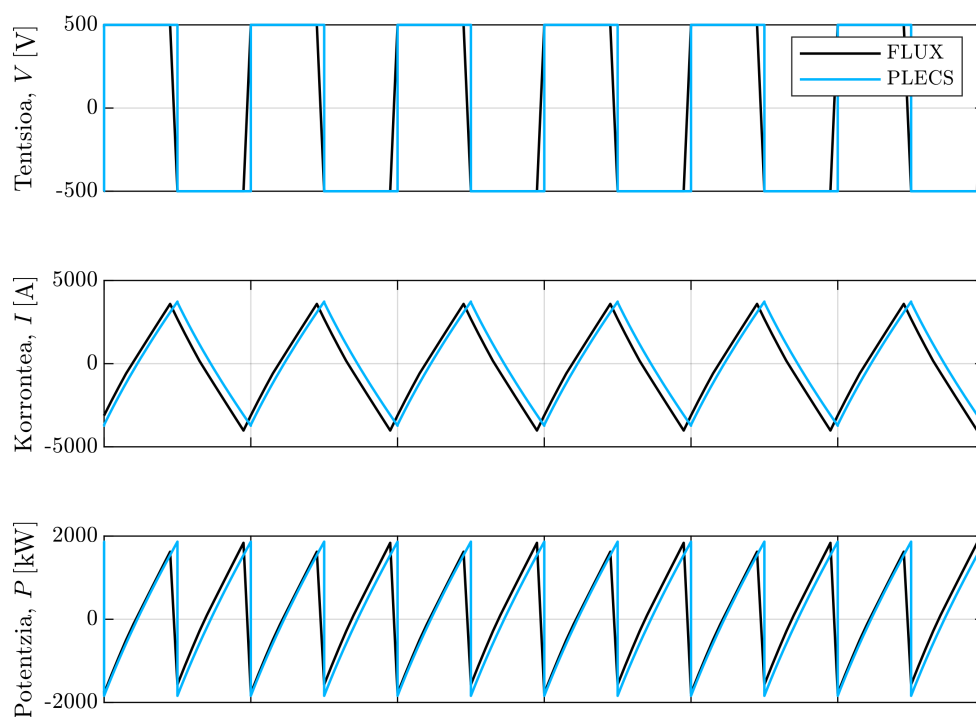 Tentsioa, V [V]
500
0
-500
FLUX
PLECS
Korrontea, I [A]
5000
0
-5000
Potentzia, P [kW]
2000
0
-2000